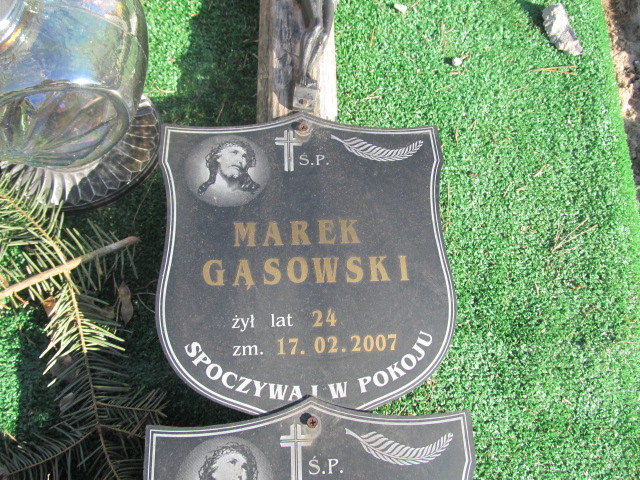 Ś.P.
MAREK
GĄSOWSKI
żył lat 24
zm. 17.02.2007
SPOCZYWAJ W POKOJU
Ś.P.